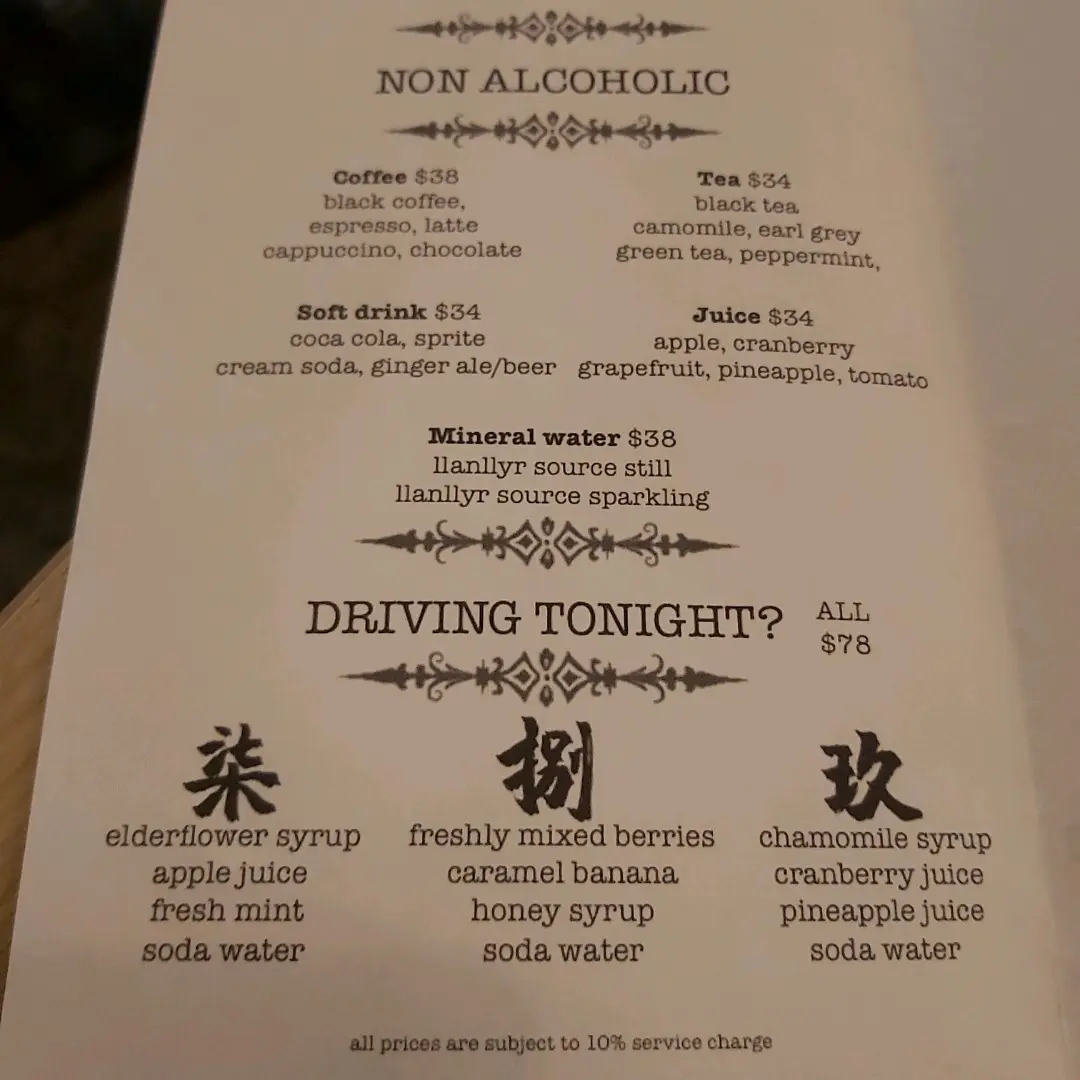 NON ALCOHOLIC
Coffee $38
black coffee,
espresso, latte
cappuccino, chocolate
Tea $34
black tea
camomile, earl grey
green tea, peppermint,
Soft drink $34
coca cola, sprite
cream soda, ginger ale/beer
Juice $34
apple, cranberry
grapefruit, pineapple, tomato
Mineral water $38
llanllyr source still
llanllyr source sparkling
DRIVING TONIGHT?
ALL
$78
柒
elderflower syrup
apple juice
fresh mint
soda water
捌
freshly mixed berries
caramel banana
honey syrup
soda water
玖
chamomile syrup
cranberry juice
pineapple juice
soda water
all prices are subject to 10% service charge